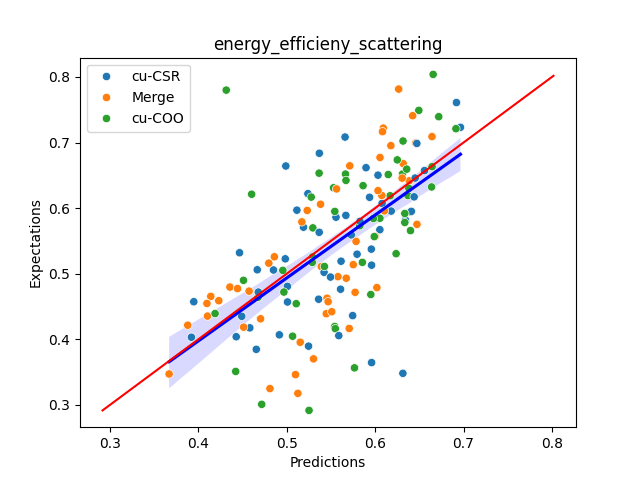 energy_efficieny_scattering
cu-CSR
Merge
cu-COO
Expectations
0.8
0.7
0.6
0.5
0.4
0.3
0.3 0.4 0.5 0.6 0.7 0.8
Predictions